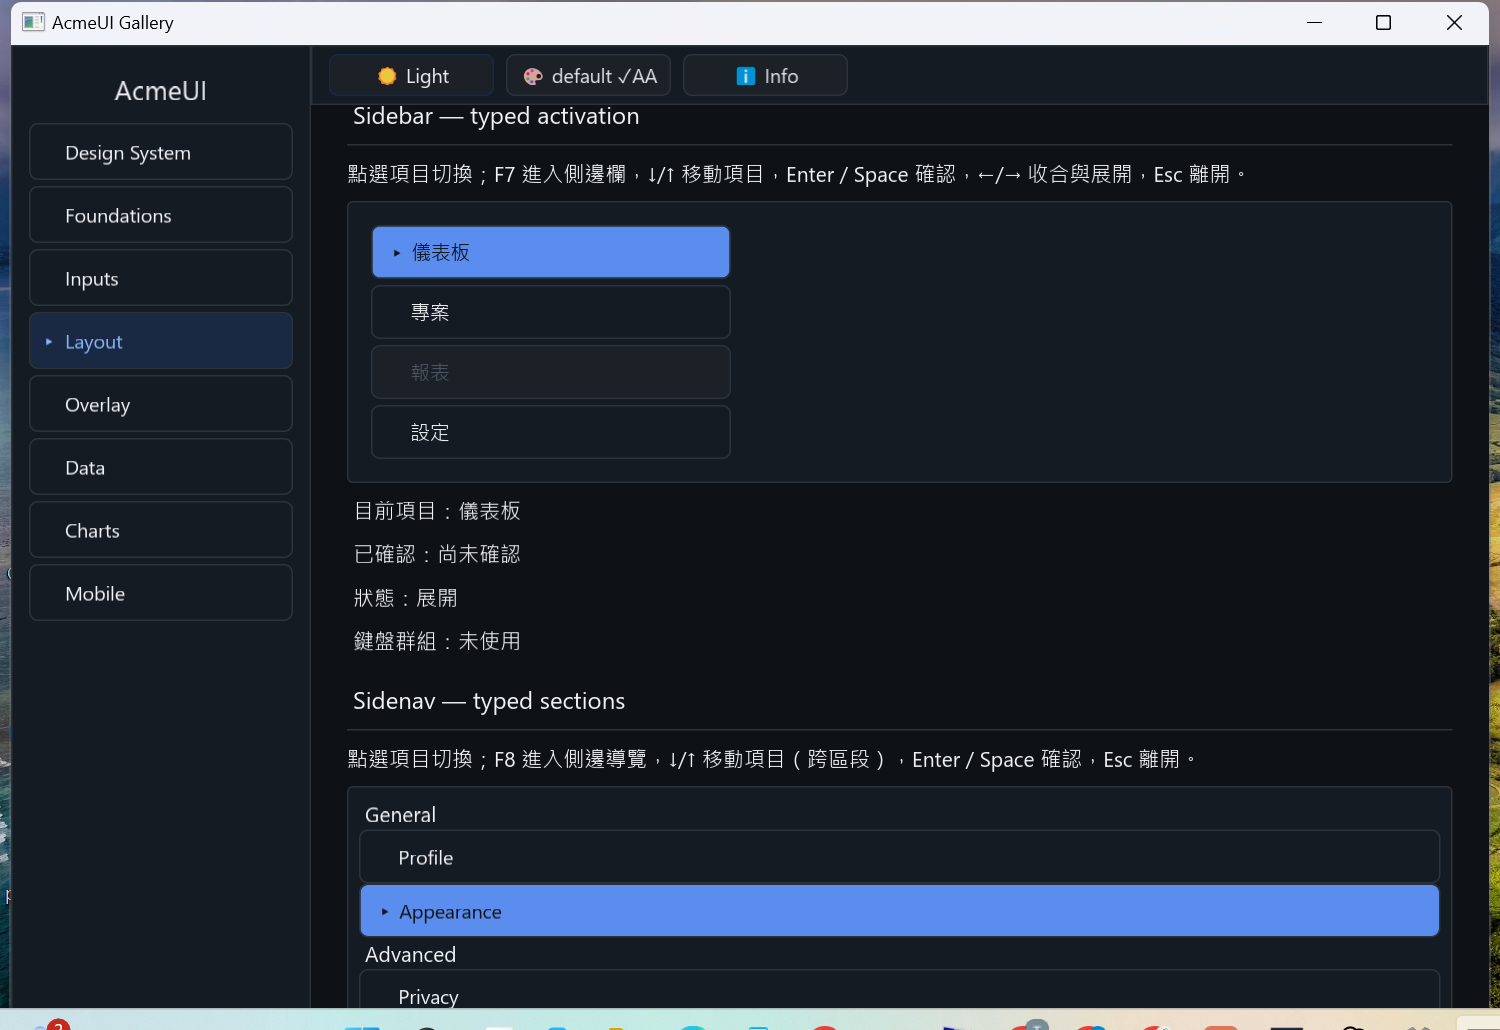 AcmeUI Gallery
AcmeUI
Light
default ✓AA
Info
Design System
Foundations
Inputs
Layout
Overlay
Data
Charts
Mobile
Sidebar — typed activation
點選項目切換；F7 進入側邊欄，↓/↑ 移動項目，Enter / Space 確認，←/→ 收合與展開，Esc 離開。
儀表板
專案
報表
設定
目前項目：儀表板
已確認：尚未確認
狀態：展開
鍵盤群組：未使用
Sidenav — typed sections
點選項目切換；F8 進入側邊導覽，↓/↑ 移動項目（跨區段），Enter / Space 確認，Esc 離開。
General
Profile
Appearance
Advanced
Privacy